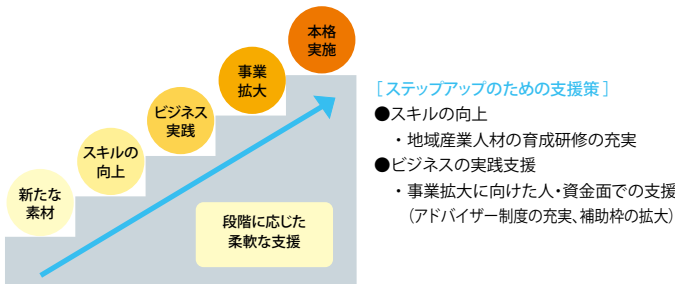 本格
実施
事業
拡大
ビジネス
実践
スキルの
向上
新たな
素材
段階に応じた
柔軟な支援
[ステップアップのための支援策]
●スキルの向上
・地域産業人材の育成研修の充実
●ビジネスの実践支援
・事業拡大に向けた人・資金面での支援
(アドバイザー制度の充実、補助枠の拡大)